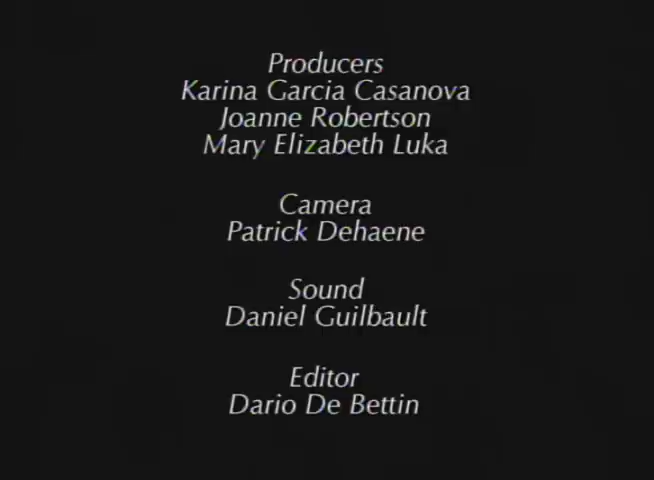 Producers
Karina Garcia Casanova
Joanne Robertson
Mary Elizabeth Luka
Camera
Patrick Dehaene
Sound
Daniel Guilbault
Editor
Dario De Bettin